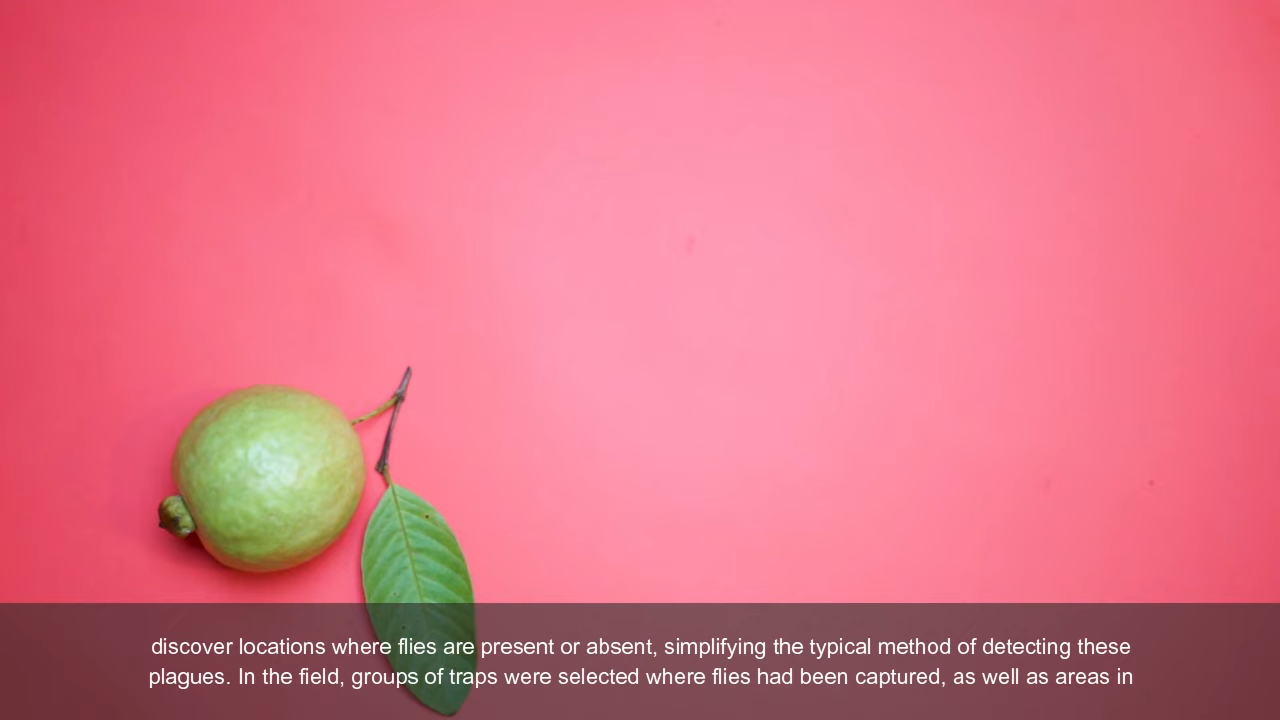 discover locations where flies are present or absent, simplifying the typical method of detecting these
plagues. In the field, groups of traps were selected where flies had been captured, as well as areas in